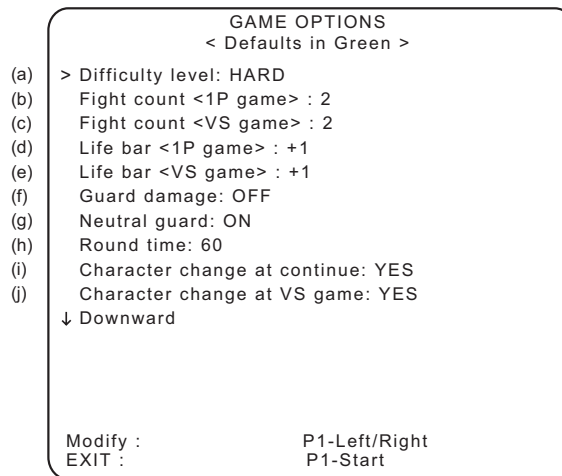 GAME OPTIONS
< Defaults in Green >
(a) > Difficulty level: HARD
(b) Fight count <1P game> : 2
(c) Fight count <VS game> : 2
(d) Life bar <1P game> : +1
(e) Life bar <VS game> : +1
(f) Guard damage: OFF
(g) Neutral guard: ON
(h) Round time: 60
(i) Character change at continue: YES
(j) Character change at VS game: YES
↓ Downward
Modify : P1-Left/Right
EXIT : P1-Start